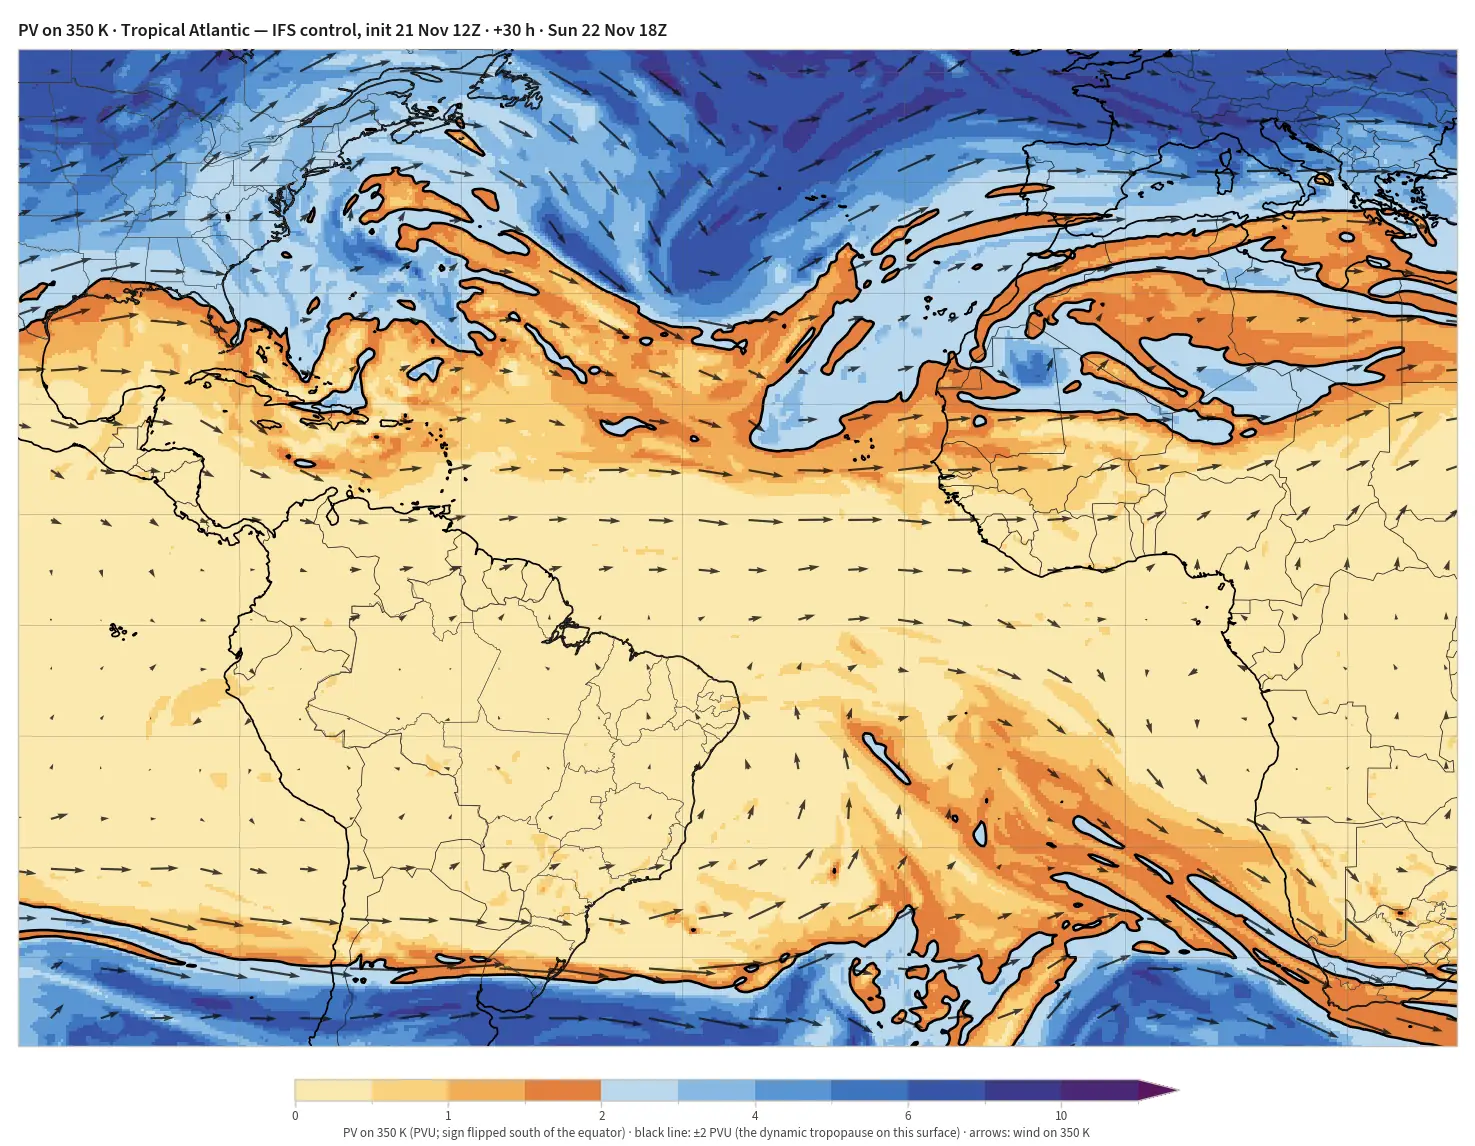 PV on 350 K · Tropical Atlantic — IFS control, init 21 Nov 12Z · +30 h · Sun 22 Nov 18Z
0 1 2 4 6 10
PV on 350 K (PVU; sign flipped south of the equator) · black line: ±2 PVU (the dynamic tropopause on this surface) · arrows: wind on 350 K